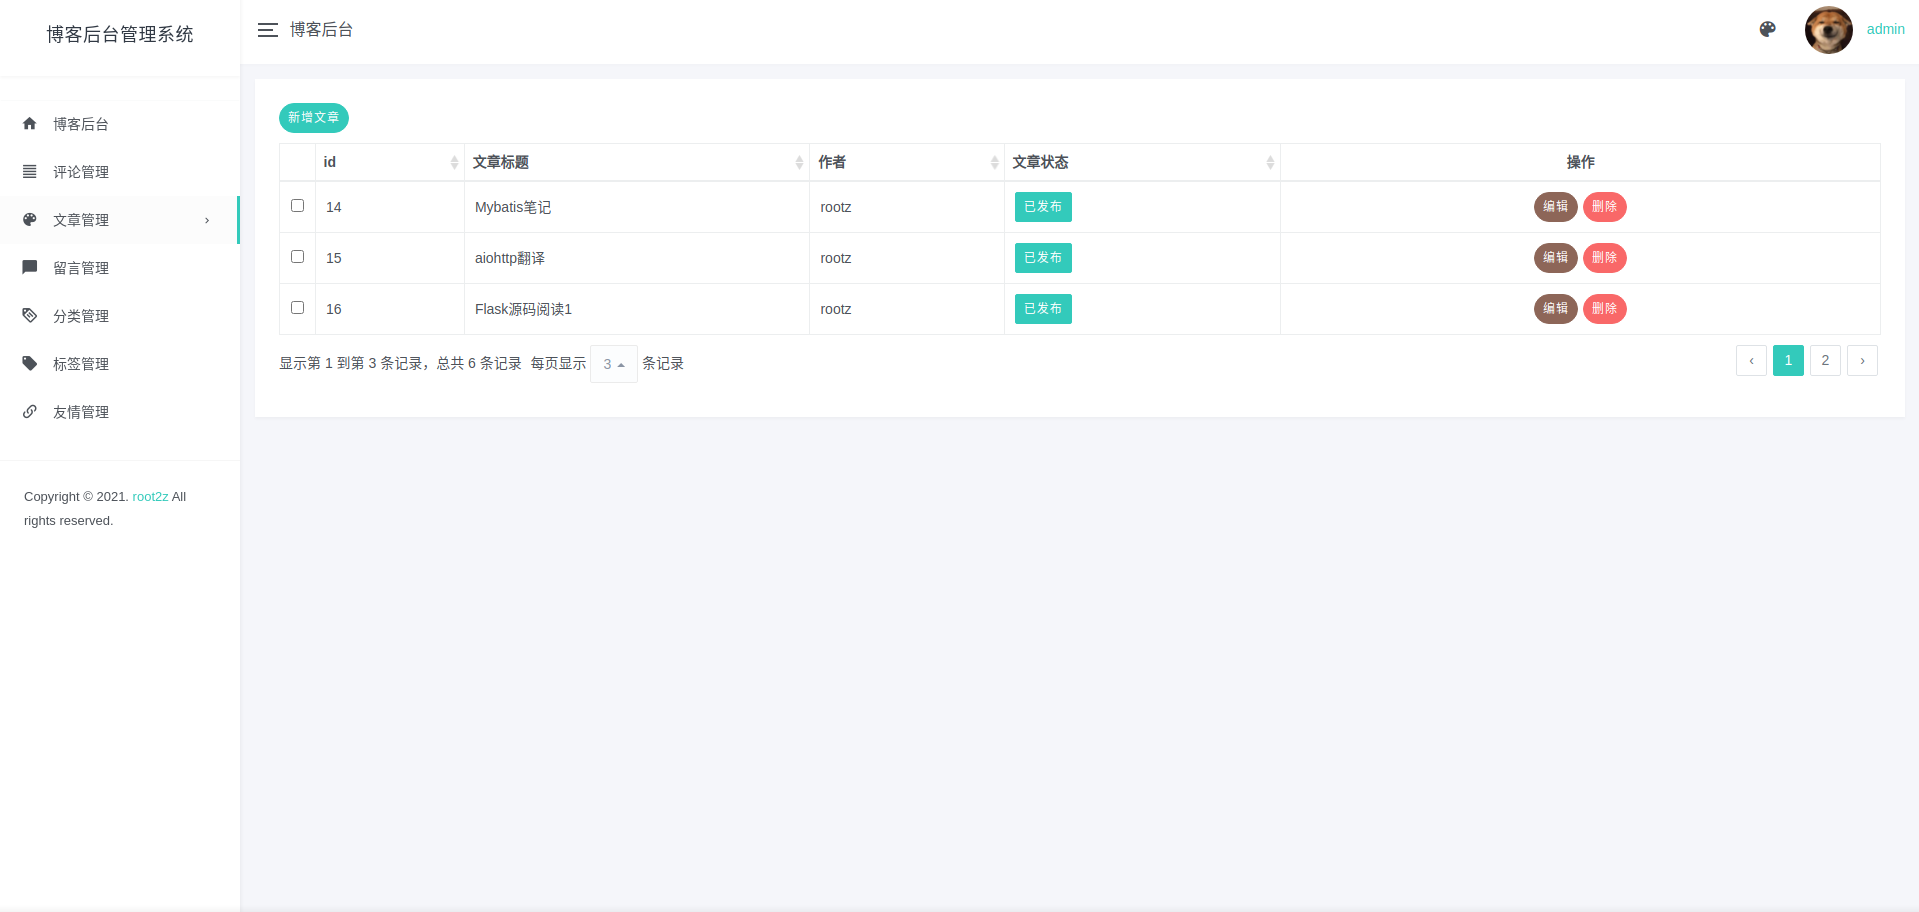 博客后台管理系统
博客后台
admin
博客后台
评论管理
文章管理
留言管理
分类管理
标签管理
友情管理
Copyright © 2021. root2z All
rights reserved.
新增文章
id 文章标题 作者 文章状态 操作
14 Mybatis笔记 rootz 已发布 编辑 删除
15 aiohttp翻译 rootz 已发布 编辑 删除
16 Flask源码阅读1 rootz 已发布 编辑 删除
显示第 1 到第 3 条记录，总共 6 条记录 每页显示 3 条记录
‹ 1 2 ›